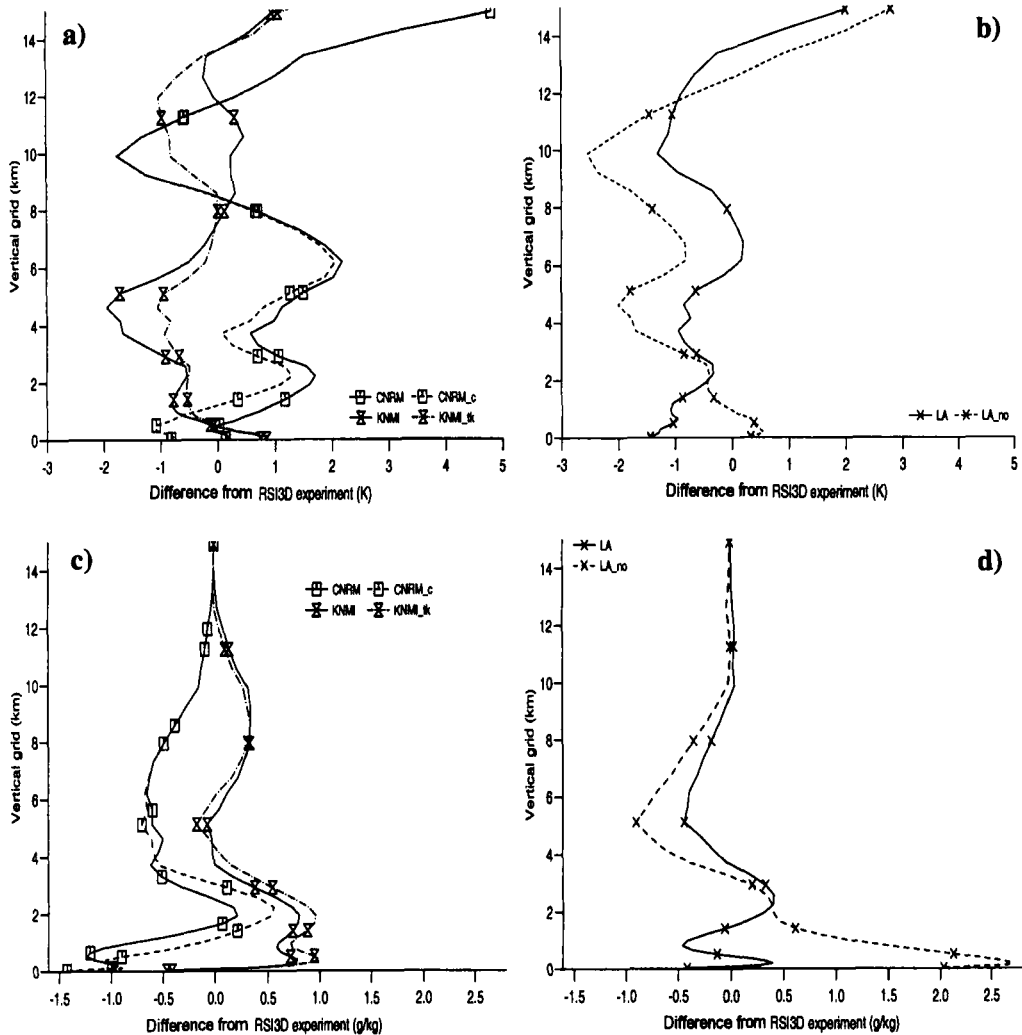 a)
Vertical grid (km)
14
12
10
8
6
4
2
0
CNRM CNRM_c
KNMI KNMI_tk
-3 -2 -1 0 1 2 3 4 5
Difference from RSI3D experiment (K)
b)
Vertical grid (km)
14
12
10
8
6
4
2
0
LA LA_no
-3 -2 -1 0 1 2 3 4 5
Difference from RSI3D experiment (K)
c)
Vertical grid (km)
14
12
10
8
6
4
2
0
CNRM CNRM_c
KNMI KNMI_tk
-1.5 -1.0 -0.5 0.0 0.5 1.0 1.5 2.0 2.5
Difference from RSI3D experiment (g/kg)
d)
LA
LA_no
Vertical grid (km)
14
12
10
8
6
4
2
0
-1.5 -1.0 -0.5 0.0 0.5 1.0 1.5 2.0 2.5
Difference from RSI3D experiment (g/kg)